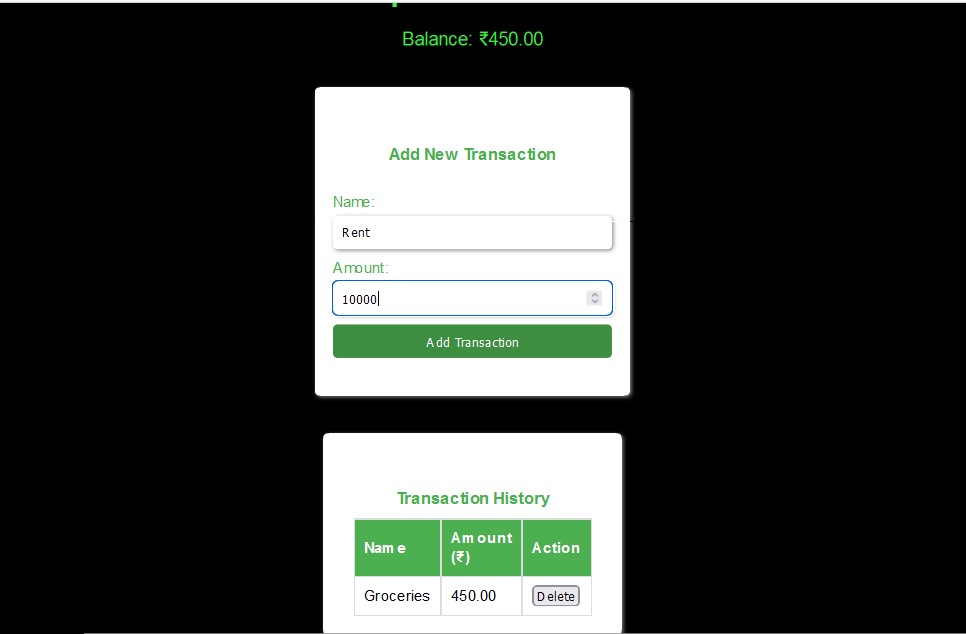 Balance: ₹450.00
Add New Transaction
Name:
Rent
Amount:
10000
Add Transaction
Transaction History
Name Amount (₹) Action
Groceries 450.00 Delete